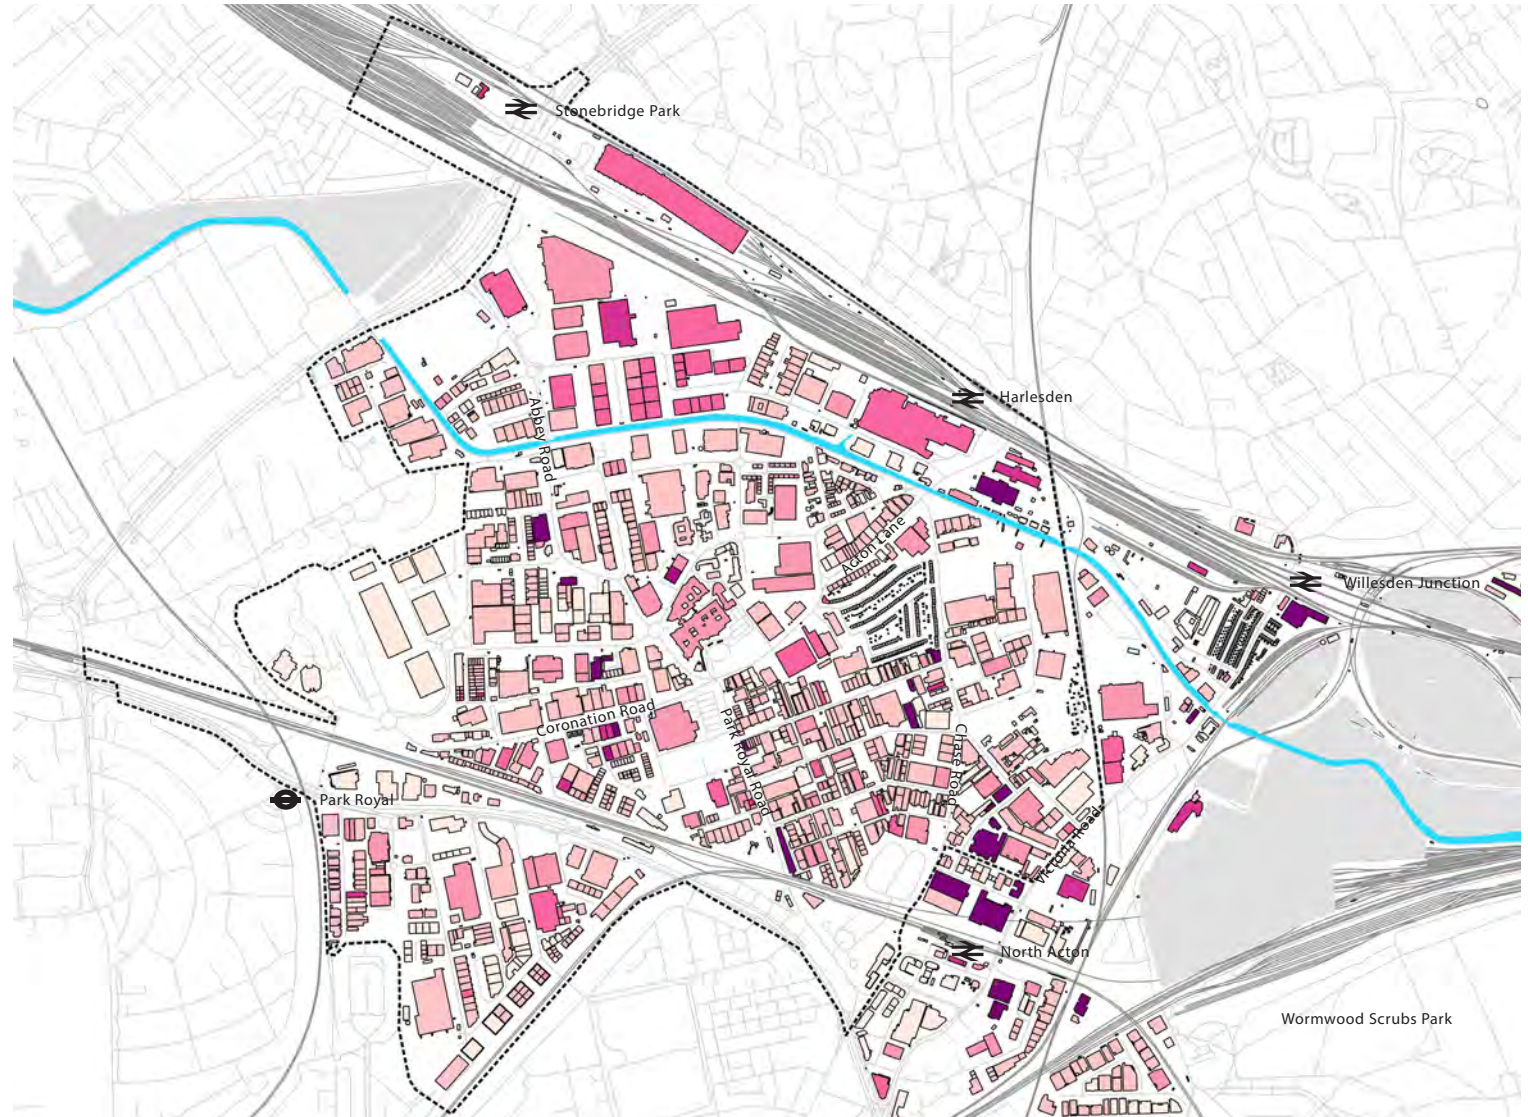 Stonebridge Park
Harlesden
Abbey Road
Acton Lane
Willesden Junction
Coronation Road
Park Royal Road
Chase Road
Park Royal
Victoria Road
North Acton
Wormwood Scrubs Park